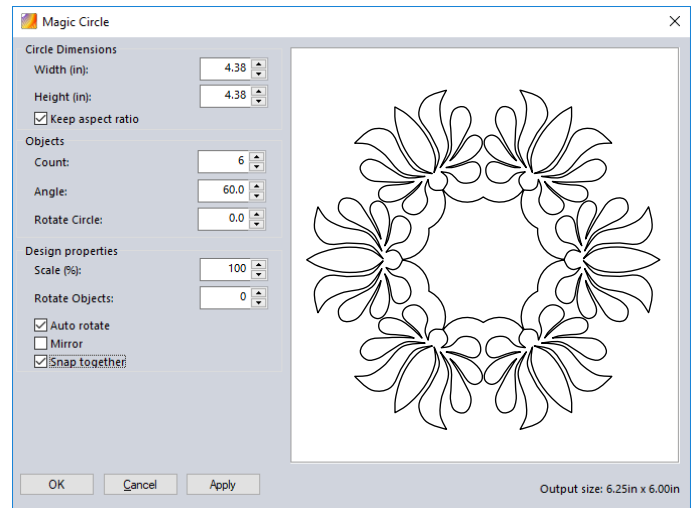 Magic Circle
Circle Dimensions
Width (in): 4.38
Height (in): 4.38
Keep aspect ratio
Objects
Count: 6
Angle: 60.0
Rotate Circle: 0.0
Design properties
Scale (%): 100
Rotate Objects: 0
Auto rotate
Mirror
Snap together
OK Cancel Apply
Output size: 6.25in x 6.00in